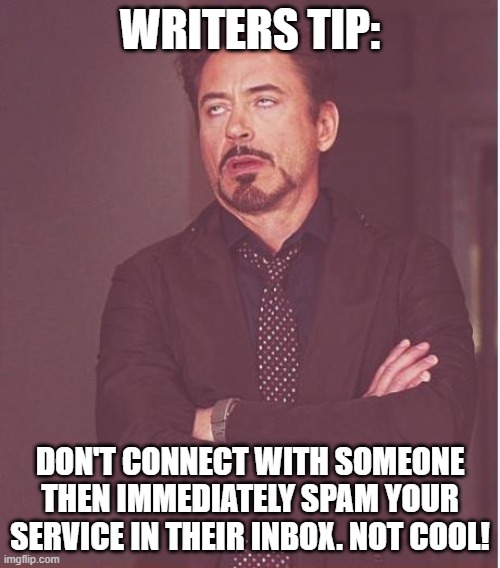 WRITERS TIP:
DON'T CONNECT WITH SOMEONE
THEN IMMEDIATELY SPAM YOUR
SERVICE IN THEIR INBOX. NOT COOL!
imgflip.com